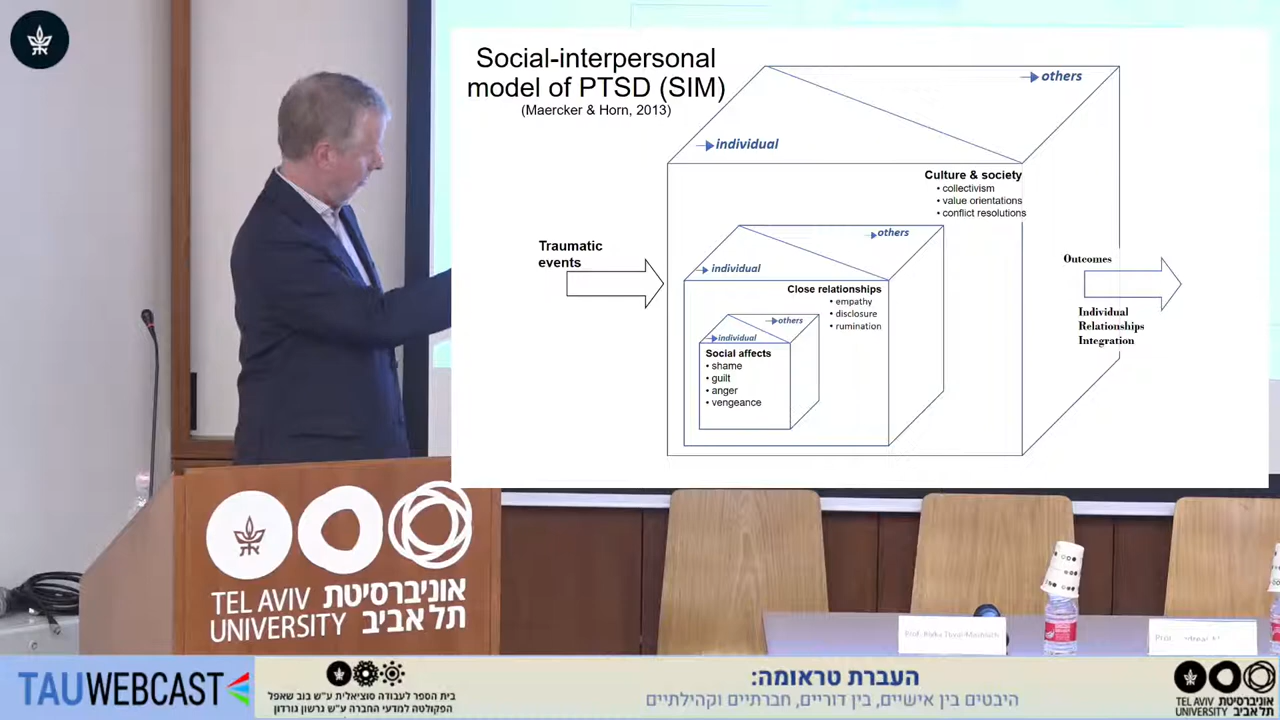 Social-interpersonal
model of PTSD (SIM)
(Maercker & Horn, 2013)
others
individual
Culture & society
• collectivism
• value orientations
• conflict resolutions
Traumatic
events
others
individual
Close relationships
• empathy
• disclosure
• rumination
others
individual
Social affects
• shame
• guilt
• anger
• vengeance
Outcomes
Individual
Relationships
Integration
TEL AVIV
UNIVERSITY
אוניברסיטת
תל אביב
Prof.
TAUWEBCAST
בית הספר לעבודה סוציאלית ע"ש בוב שאפל
הפקולטה למדעי החברה ע"ש גרשון גורדון
העברת טראומה:
היבטים בין אישיים, בין דוריים, חברתיים וקהילתיים
אוניברסיטת
תל אביב
TEL AVIV
UNIVERSITY